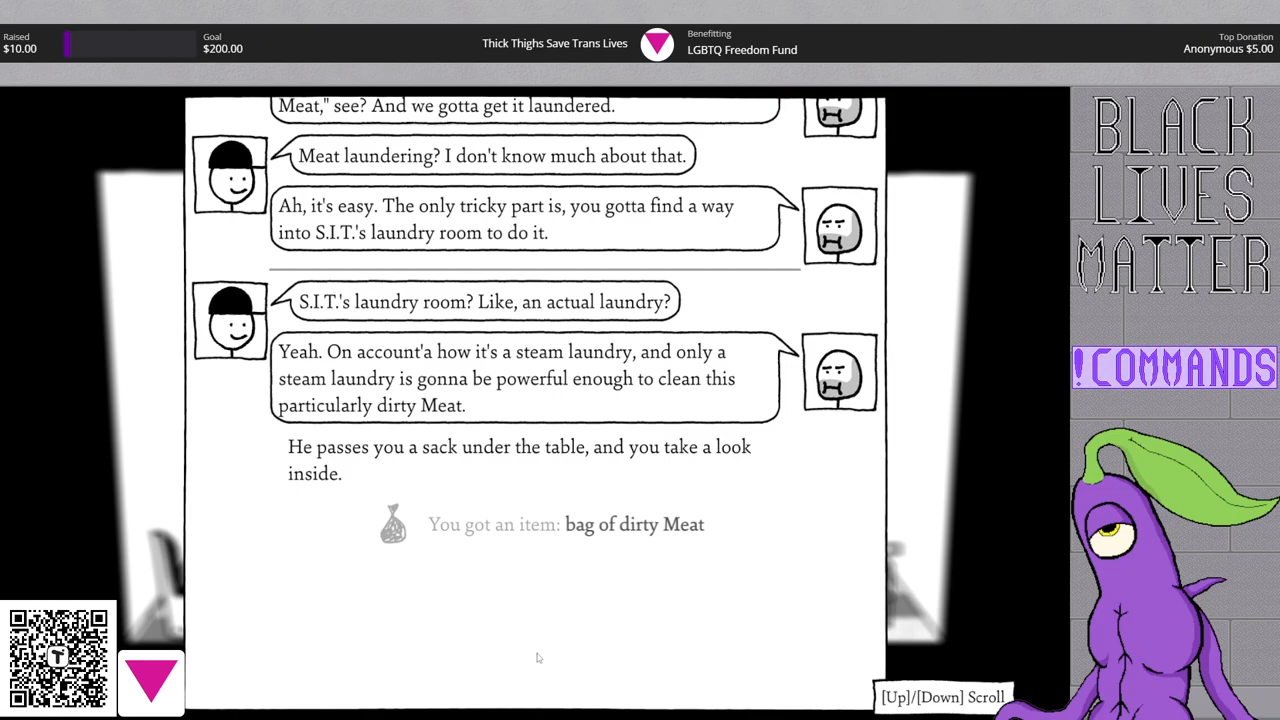 Raised
$10.00
Goal
$200.00
Thick Thighs Save Trans Lives
Benefitting
LGBTQ Freedom Fund
Top Donation
Anonymous $5.00
Meat," see? And we gotta get it laundered.
Meat laundering? I don't know much about that.
Ah, it's easy. The only tricky part is, you gotta find a way
into S.I.T.'s laundry room to do it.
S.I.T.'s laundry room? Like, an actual laundry?
Yeah. On account'a how it's a steam laundry, and only a
steam laundry is gonna be powerful enough to clean this
particularly dirty Meat.
He passes you a sack under the table, and you take a look
inside.
You got an item: bag of dirty Meat
[Up]/[Down] Scroll
BLACK
LIVES
MATTER
!COMMANDS
T